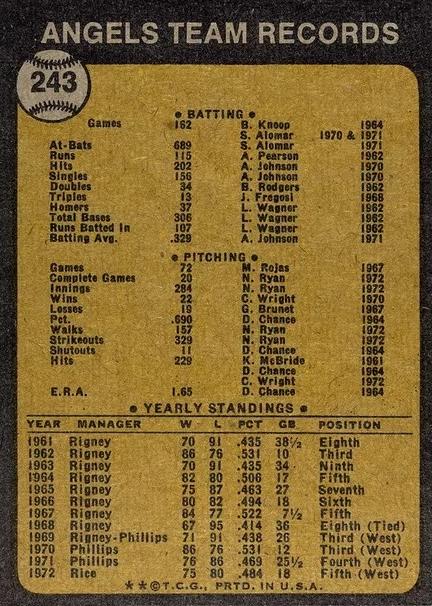 ANGELS TEAM RECORDS
243
● BATTING ●
Games 162 B. Knoop 1964
S. Alomar 1970 & 1971
At-Bats 689 S. Alomar 1971
Runs 115 A. Pearson 1962
Hits 202 A. Johnson 1970
Singles 156 A. Johnson 1970
Doubles 34 B. Rodgers 1962
Triples 13 J. Fregosi 1968
Homers 37 L. Wagner 1962
Total Bases 306 L. Wagner 1962
Runs Batted In 107 L. Wagner 1962
Batting Avg. .329 A. Johnson 1971
● PITCHING ●
Games 72 M. Rojas 1967
Complete Games 20 N. Ryan 1972
Innings 284 N. Ryan 1972
Wins 22 C. Wright 1970
Losses 19 G. Brunet 1967
Pct. .690 D. Chance 1964
Walks 157 N. Ryan 1972
Strikeouts 329 N. Ryan 1972
Shutouts 11 D. Chance 1964
Hits 229 K. McBride 1961
D. Chance 1964
C. Wright 1972
E.R.A. 1.65 D. Chance 1964
● YEARLY STANDINGS ●
YEAR MANAGER W L PCT GB POSITION
1961 Rigney 70 91 .435 38½ Eighth
1962 Rigney 86 76 .531 10 Third
1963 Rigney 70 91 .435 34 Ninth
1964 Rigney 82 80 .506 17 Fifth
1965 Rigney 75 87 .463 27 Seventh
1966 Rigney 80 82 .494 18 Sixth
1967 Rigney 84 77 .522 7½ Fifth
1968 Rigney 67 95 .414 36 Eighth (Tied)
1969 Rigney-Phillips 71 91 .438 26 Third (West)
1970 Phillips 86 76 .531 12 Third (West)
1971 Phillips 76 86 .469 25½ Fourth (West)
1972 Rice 75 80 .484 18 Fifth (West)
**© T.C.G., PRTD. IN U.S.A.